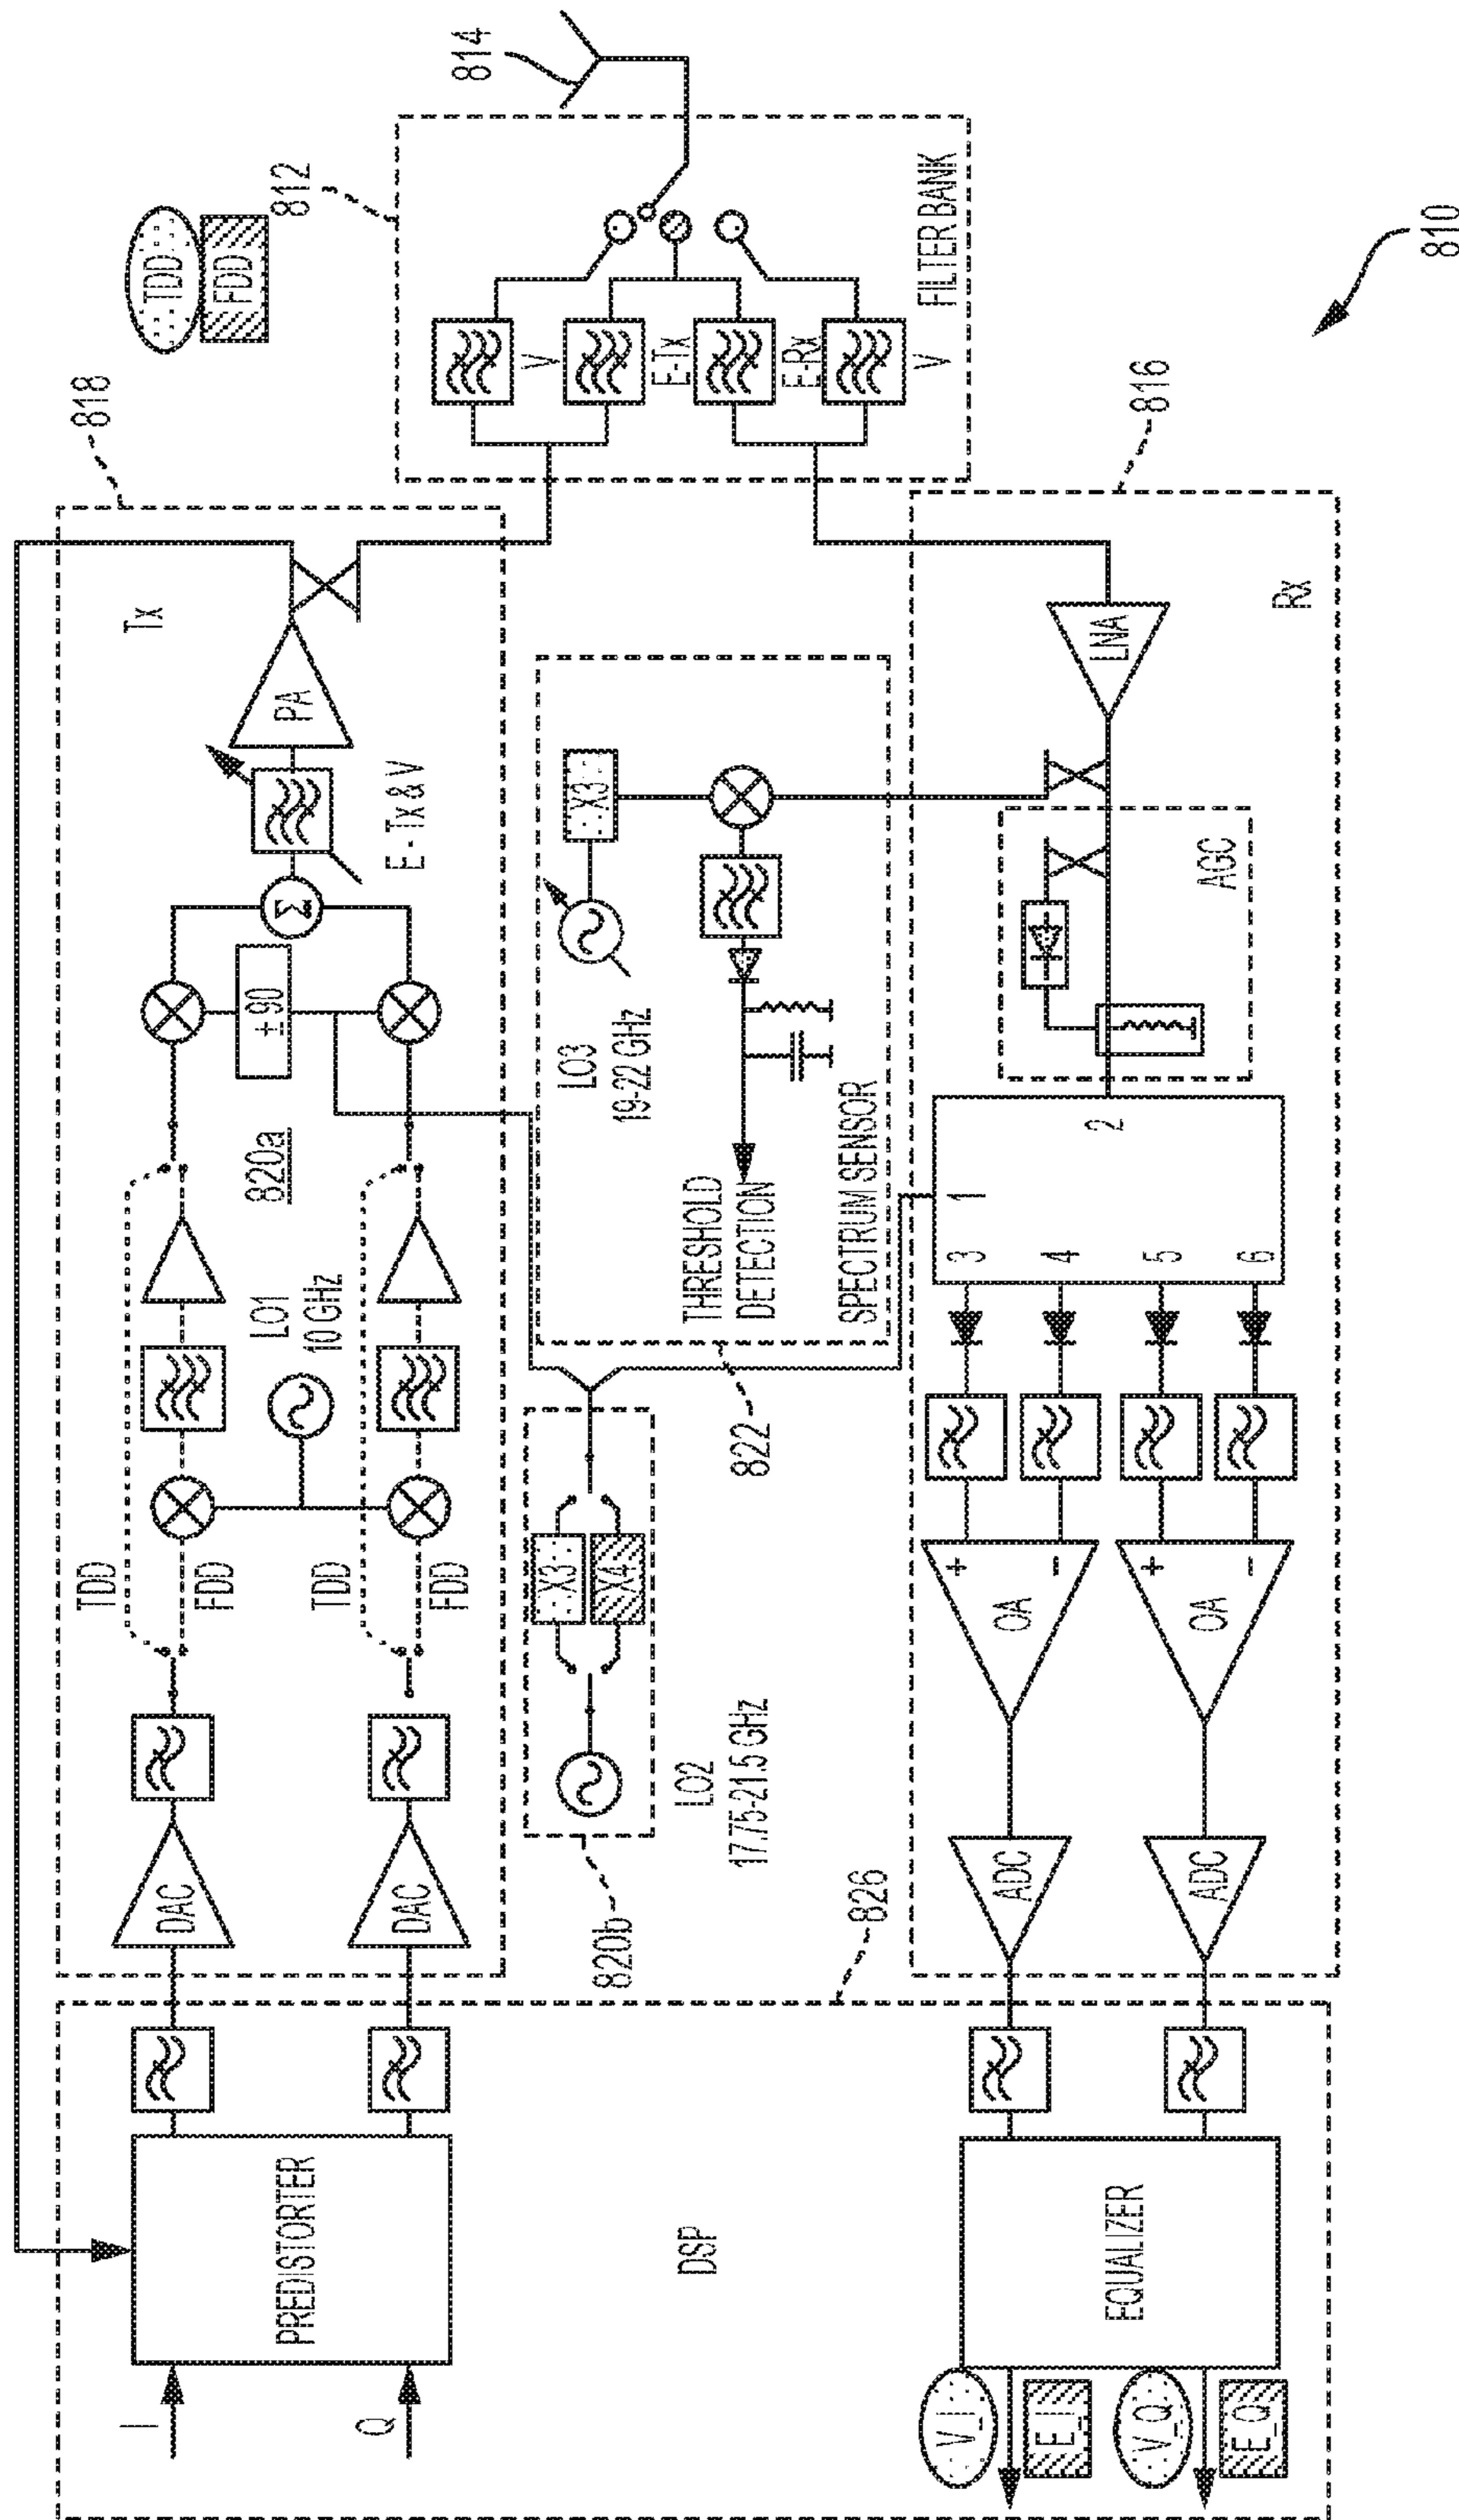 I
Q
PREDISTORTER
DSP
V_I
E_I
V_Q
E_Q
EQUALIZER
826
818
Tx
DAC
DAC
TDD
FDD
TDD
FDD
LO1
10 GHz
820a
±90
Σ
E - Tx & V
PA
820b
LO2
17.75-21.5 GHz
X3
X4
822
THRESHOLD
DETECTION
SPECTRUM SENSOR
LO3
19-22 GHz
X3
TDD
FDD
812
814
V
E-Tx
E-Rx
V
FILTER BANK
816
Rx
LNA
AGC
1
2
3
4
5
6
+
-
OA
+
-
OA
ADC
ADC
810